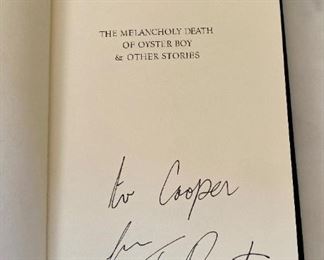 THE MELANCHOLY DEATH
OF OYSTER BOY
& OTHER STORIES
to Cooper